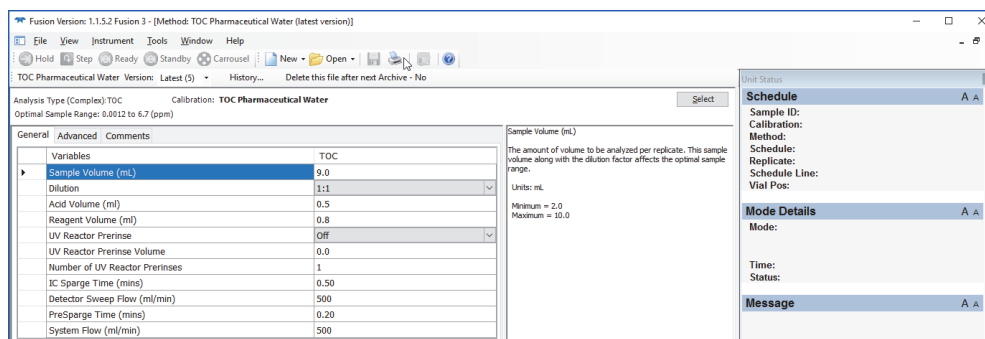 Fusion Version: 1.1.5.2 Fusion 3 - [Method: TOC Pharmaceutical Water (latest version)]
File View Instrument Tools Window Help
Hold Step Ready Standby Carrousel New Open
TOC Pharmaceutical Water Version: Latest (5) History... Delete this file after next Archive - No
Analysis Type (Complex):TOC Calibration: TOC Pharmaceutical Water Select
Optimal Sample Range: 0.0012 to 6.7 (ppm)
General Advanced Comments
Variables TOC
Sample Volume (mL) 9.0
Dilution 1:1
Acid Volume (ml) 0.5
Reagent Volume (ml) 0.8
UV Reactor Prerinse Off
UV Reactor Prerinse Volume 0.0
Number of UV Reactor Prerinses 1
IC Sparge Time (mins) 0.50
Detector Sweep Flow (ml/min) 500
PreSparge Time (mins) 0.20
System Flow (ml/min) 500
Sample Volume (mL)
The amount of volume to be analyzed per replicate. This sample
volume along with the dilution factor affects the optimal sample
range.
Units: mL
Minimum = 2.0
Maximum = 10.0
Unit Status
Schedule A A
Sample ID:
Calibration:
Method:
Schedule:
Replicate:
Schedule Line:
Vial Pos:
Mode Details A A
Mode:
Time:
Status:
Message A A